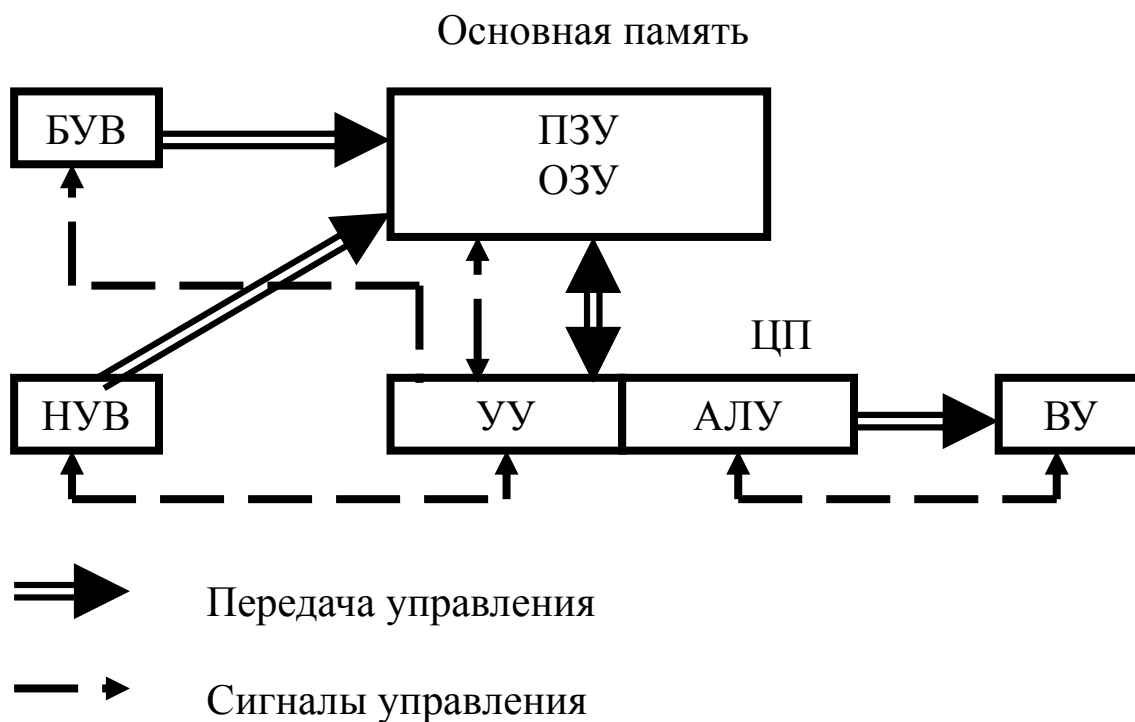 Основная память
БУВ
ПЗУ
ОЗУ
ЦП
НУВ
УУ
АЛУ
ВУ
Передача управления
Сигналы управления